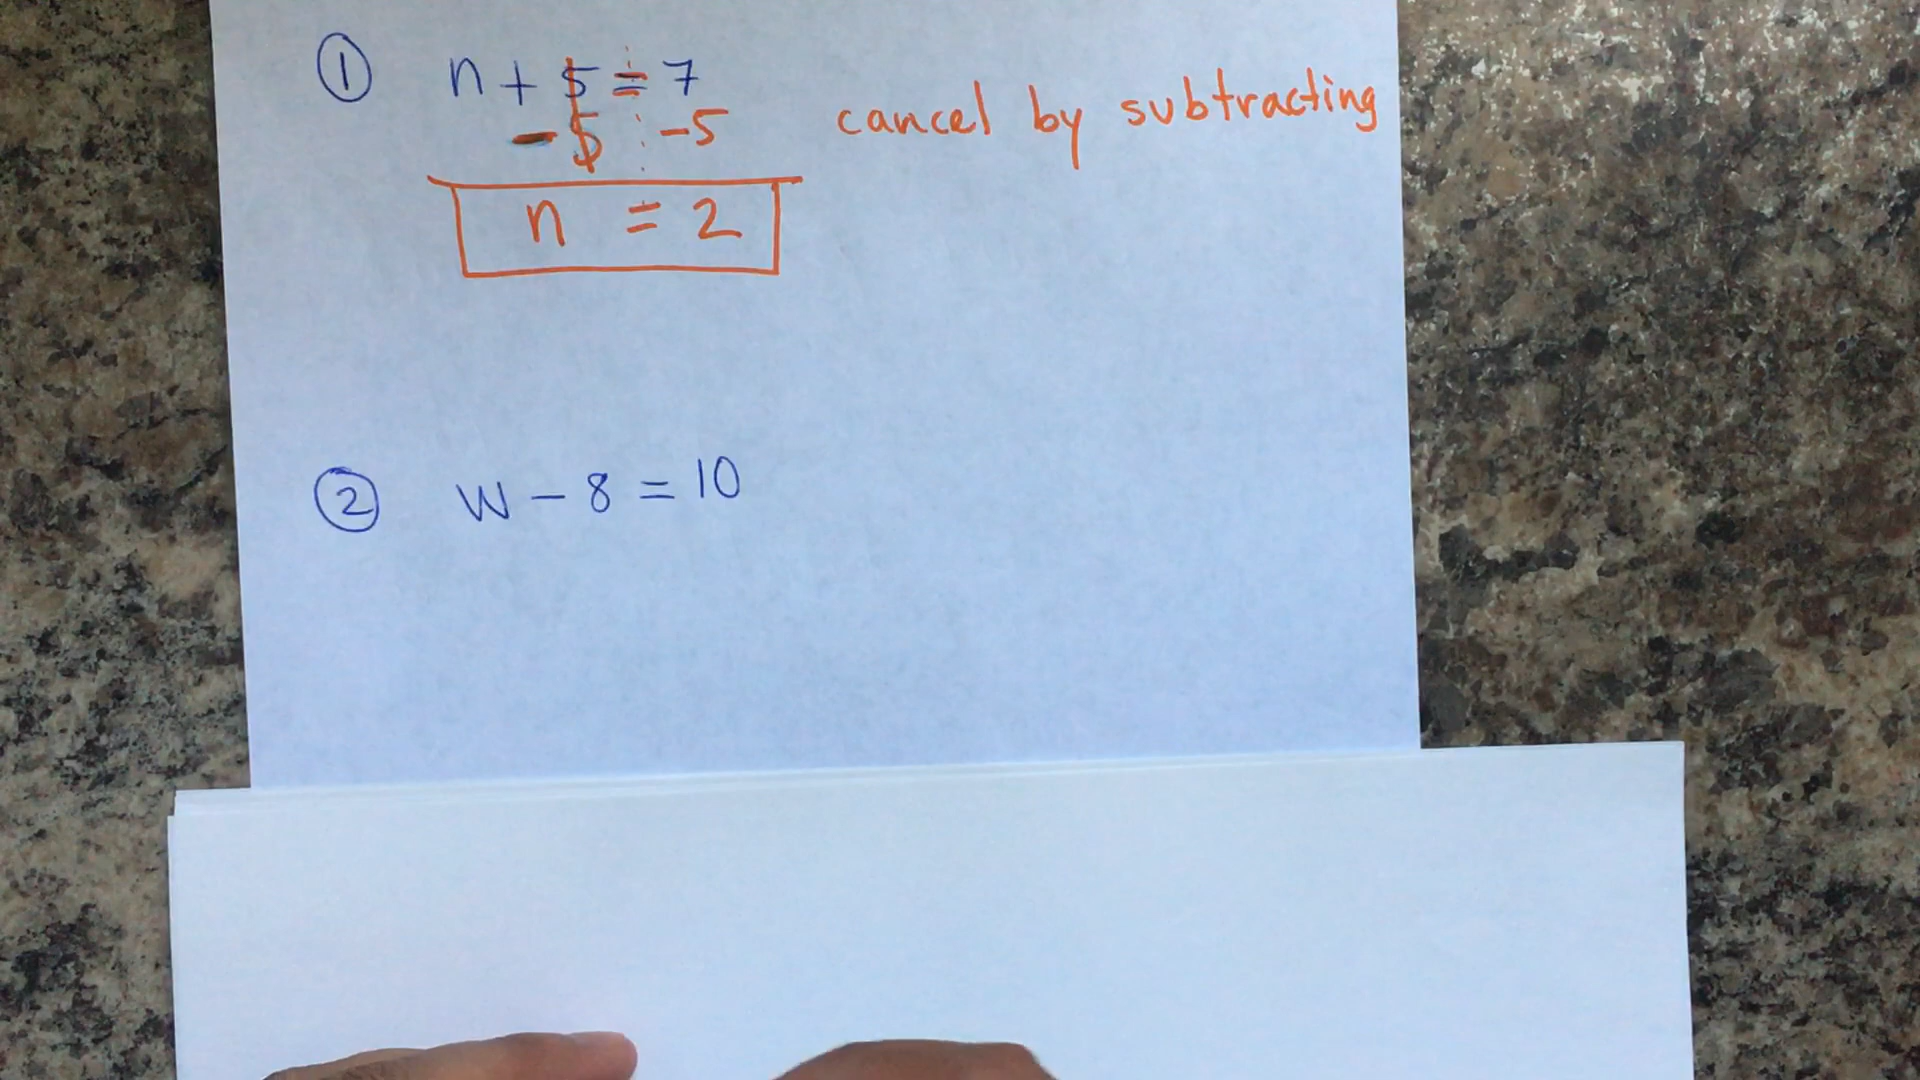 ① n + 5 = 7
- 5 -5 cancel by subtracting
n = 2
② w - 8 = 10